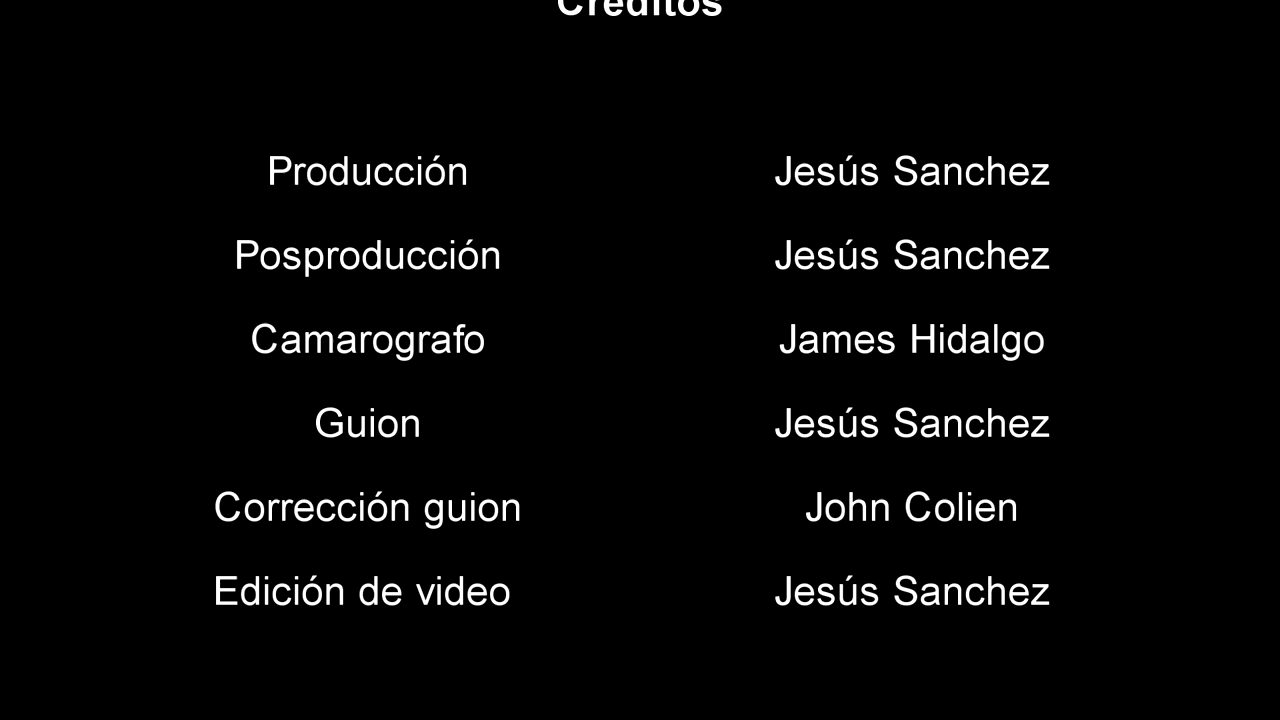 Créditos
Producción Jesús Sanchez
Posproducción Jesús Sanchez
Camarografo James Hidalgo
Guion Jesús Sanchez
Corrección guion John Colien
Edición de video Jesús Sanchez